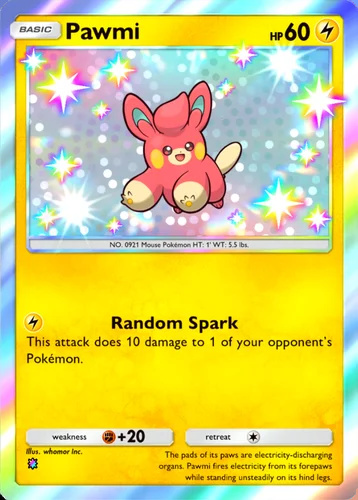 BASIC
Pawmi
HP 60
NO. 0921 Mouse Pokémon HT: 1' WT: 5.5 lbs.
Random Spark
This attack does 10 damage to 1 of your opponent's
Pokémon.
weakness +20
retreat
Illus. whomor Inc.
The pads of its paws are electricity-discharging
organs. Pawmi fires electricity from its forepaws
while standing unsteadily on its hind legs.